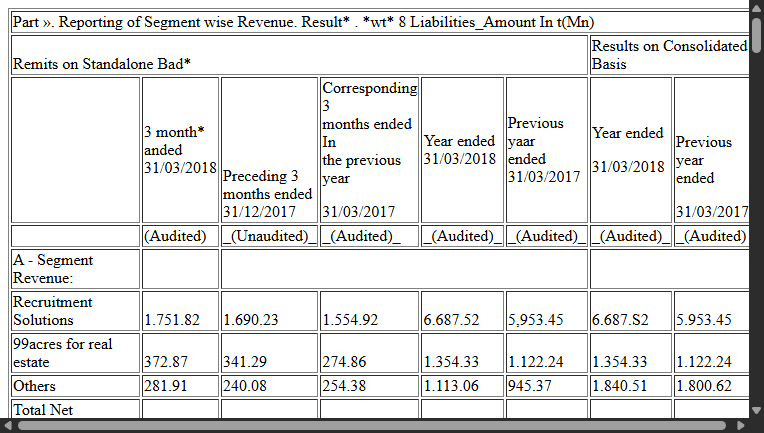 Part ». Reporting of Segment wise Revenue. Result* . *wt* 8 Liabilities_Amount In t(Mn)
Remits on Standalone Bad*
Results on Consolidated
Basis
3 month*
anded
31/03/2018
Preceding 3
months ended
31/12/2017
Corresponding
3
months ended
In
the previous
year
31/03/2017
Year ended
31/03/2018
Previous
yaar
ended
31/03/2017
Year ended
31/03/2018
Previous
year
ended
31/03/2017
(Audited) _(Unaudited)_ _(Audited)_ _(Audited)_ _(Audited)_ _(Audited)_ _(Audited)
A - Segment
Revenue:
Recruitment
Solutions 1.751.82 1.690.23 1.554.92 6.687.52 5,953.45 6.687.S2 5.953.45
99acres for real
estate 372.87 341.29 274.86 1.354.33 1.122.24 1.354.33 1.122.24
Others 281.91 240.08 254.38 1.113.06 945.37 1.840.51 1.800.62
Total Net